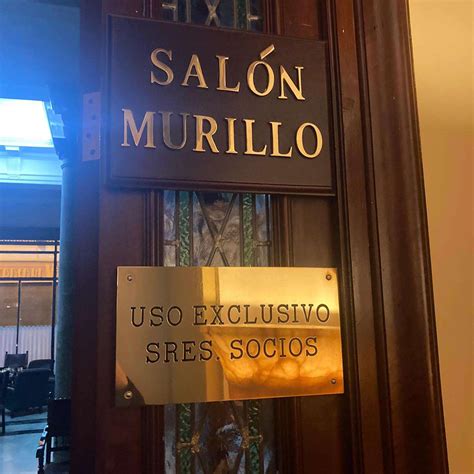 SALÓN
MURILLO
USO EXCLUSIVO
SRES. SOCIOS